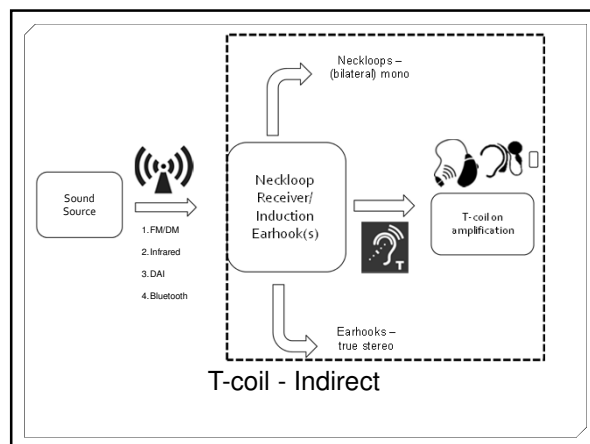 Neckloops –
(bilateral) mono
Sound
Source
1. FM/DM
2. Infrared
3. DAI
4. Bluetooth
Neckloop
Receiver/
Induction
Earhook(s)
T
T-coil on
amplification
Earhooks –
true stereo
T-coil - Indirect